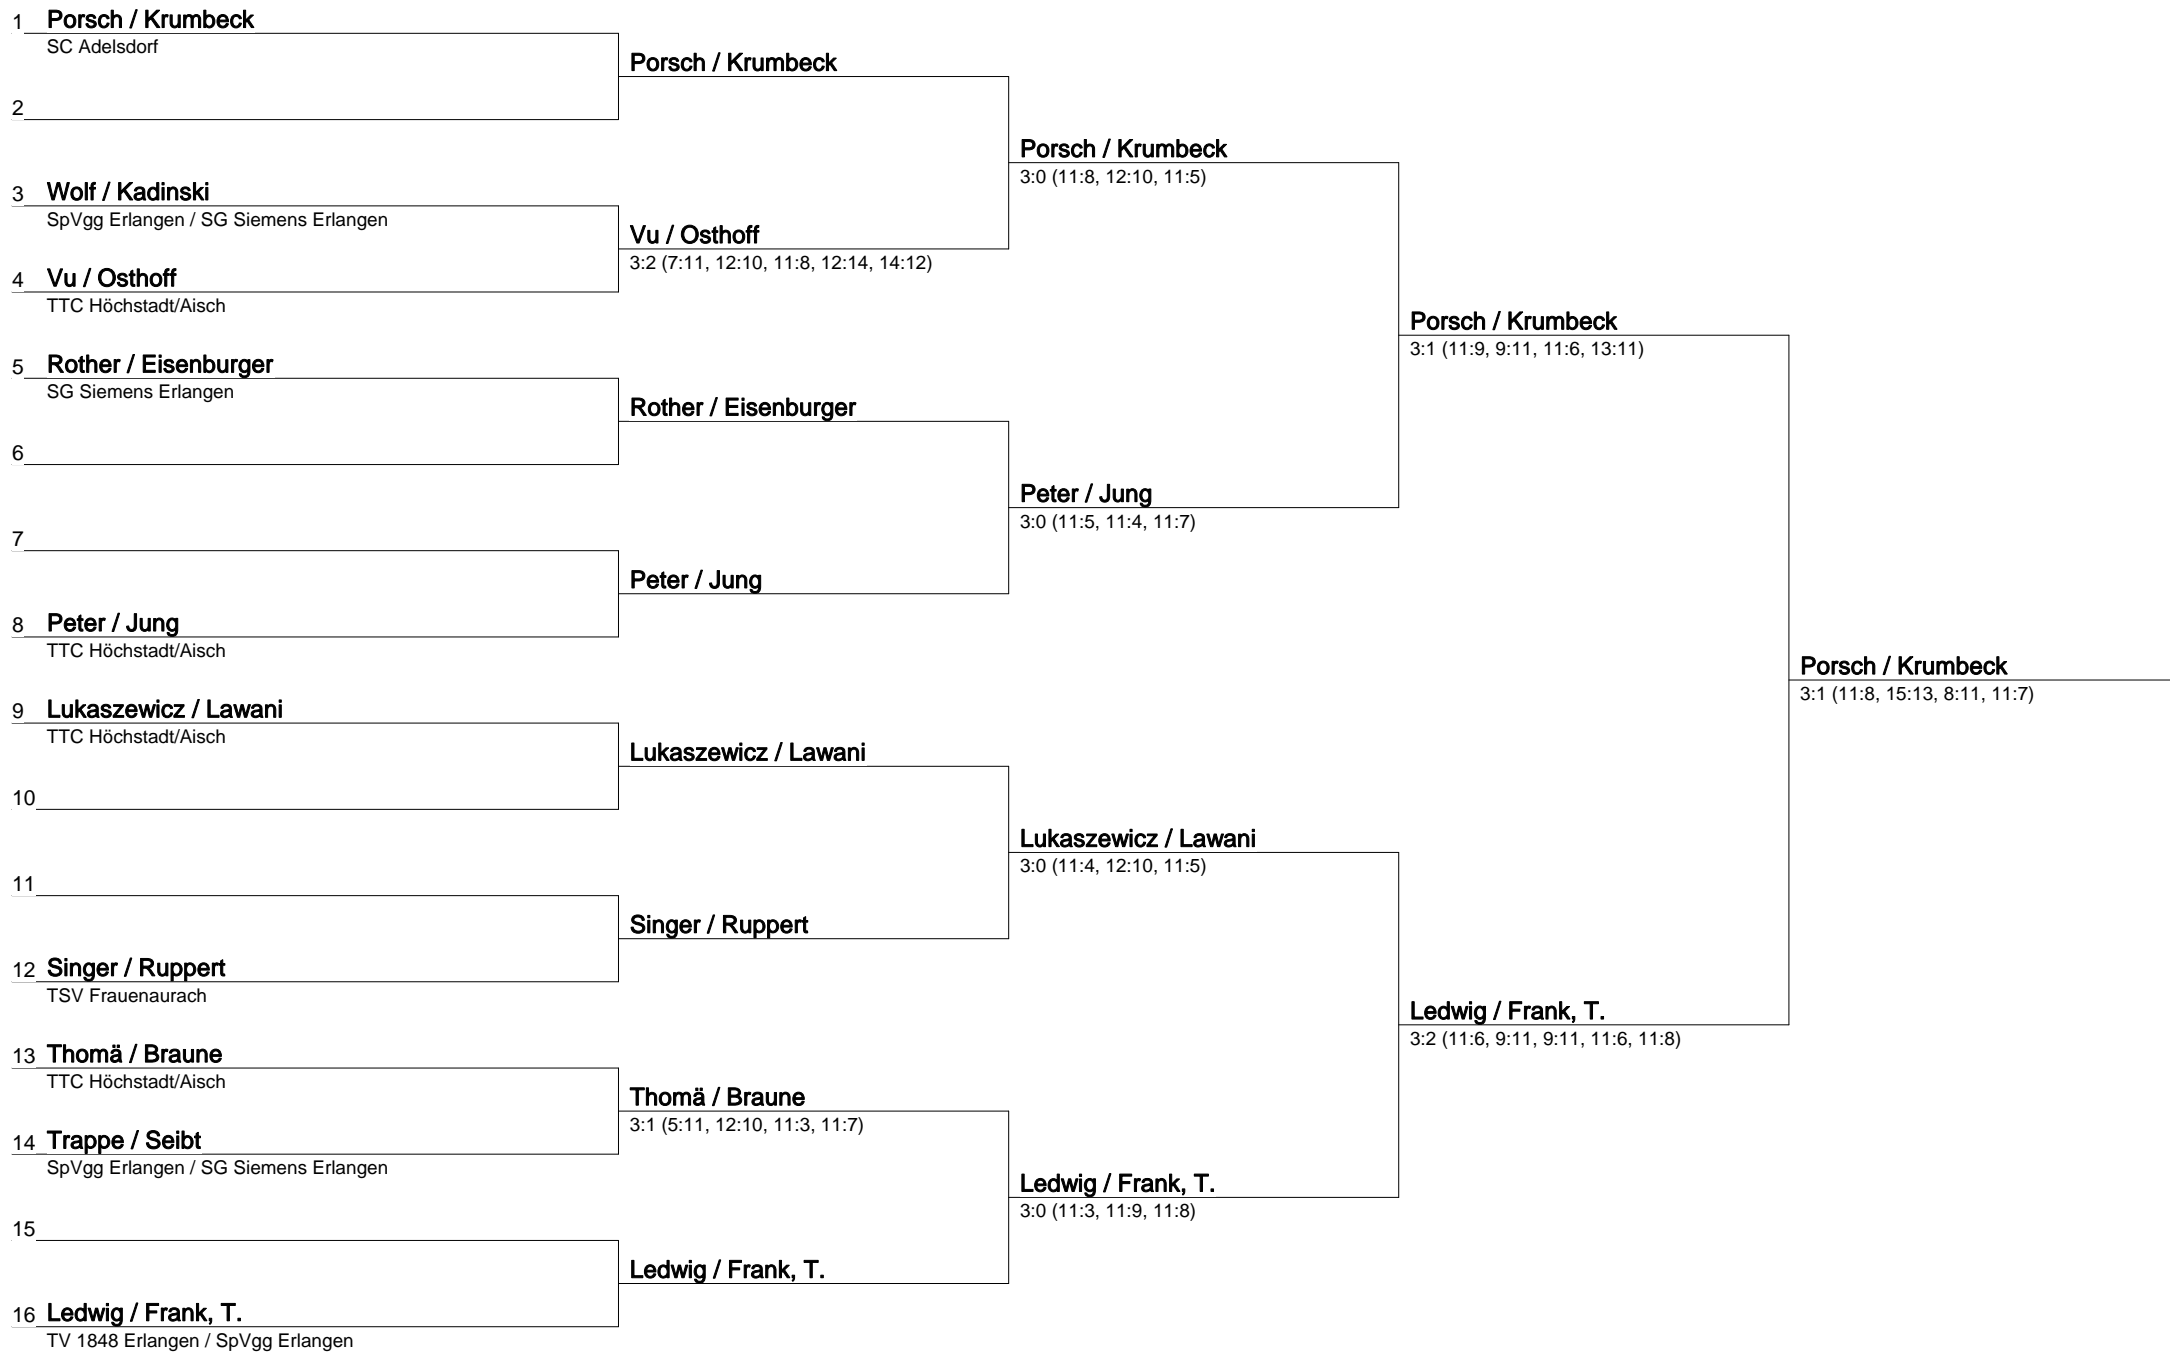 1 Porsch / Krumbeck
SC Adelsdorf
Porsch / Krumbeck
2
Porsch / Krumbeck
3:0 (11:8, 12:10, 11:5)
3 Wolf / Kadinski
SpVgg Erlangen / SG Siemens Erlangen
Vu / Osthoff
3:2 (7:11, 12:10, 11:8, 12:14, 14:12)
4 Vu / Osthoff
TTC Höchstadt/Aisch
Porsch / Krumbeck
3:1 (11:9, 9:11, 11:6, 13:11)
5 Rother / Eisenburger
SG Siemens Erlangen
Rother / Eisenburger
6
Peter / Jung
3:0 (11:5, 11:4, 11:7)
7
Peter / Jung
8 Peter / Jung
TTC Höchstadt/Aisch
Porsch / Krumbeck
3:1 (11:8, 15:13, 8:11, 11:7)
9 Lukaszewicz / Lawani
TTC Höchstadt/Aisch
Lukaszewicz / Lawani
10
Lukaszewicz / Lawani
3:0 (11:4, 12:10, 11:5)
11
Singer / Ruppert
12 Singer / Ruppert
TSV Frauenaurach
Ledwig / Frank, T.
3:2 (11:6, 9:11, 9:11, 11:6, 11:8)
13 Thomä / Braune
TTC Höchstadt/Aisch
Thomä / Braune
3:1 (5:11, 12:10, 11:3, 11:7)
14 Trappe / Seibt
SpVgg Erlangen / SG Siemens Erlangen
Ledwig / Frank, T.
3:0 (11:3, 11:9, 11:8)
15
Ledwig / Frank, T.
16 Ledwig / Frank, T.
TV 1848 Erlangen / SpVgg Erlangen